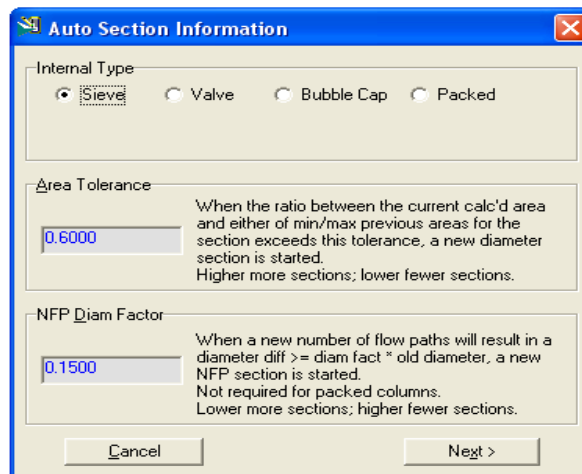 Auto Section Information
Internal Type
Sieve Valve Bubble Cap Packed
Area Tolerance
0.6000
When the ratio between the current calc'd area
and either of min/max previous areas for the
section exceeds this tolerance, a new diameter
section is started.
Higher more sections; lower fewer sections.
NFP Diam Factor
0.1500
When a new number of flow paths will result in a
diameter diff >= diam fact * old diameter, a new
NFP section is started.
Not required for packed columns.
Lower more sections; higher fewer sections.
Cancel Next >